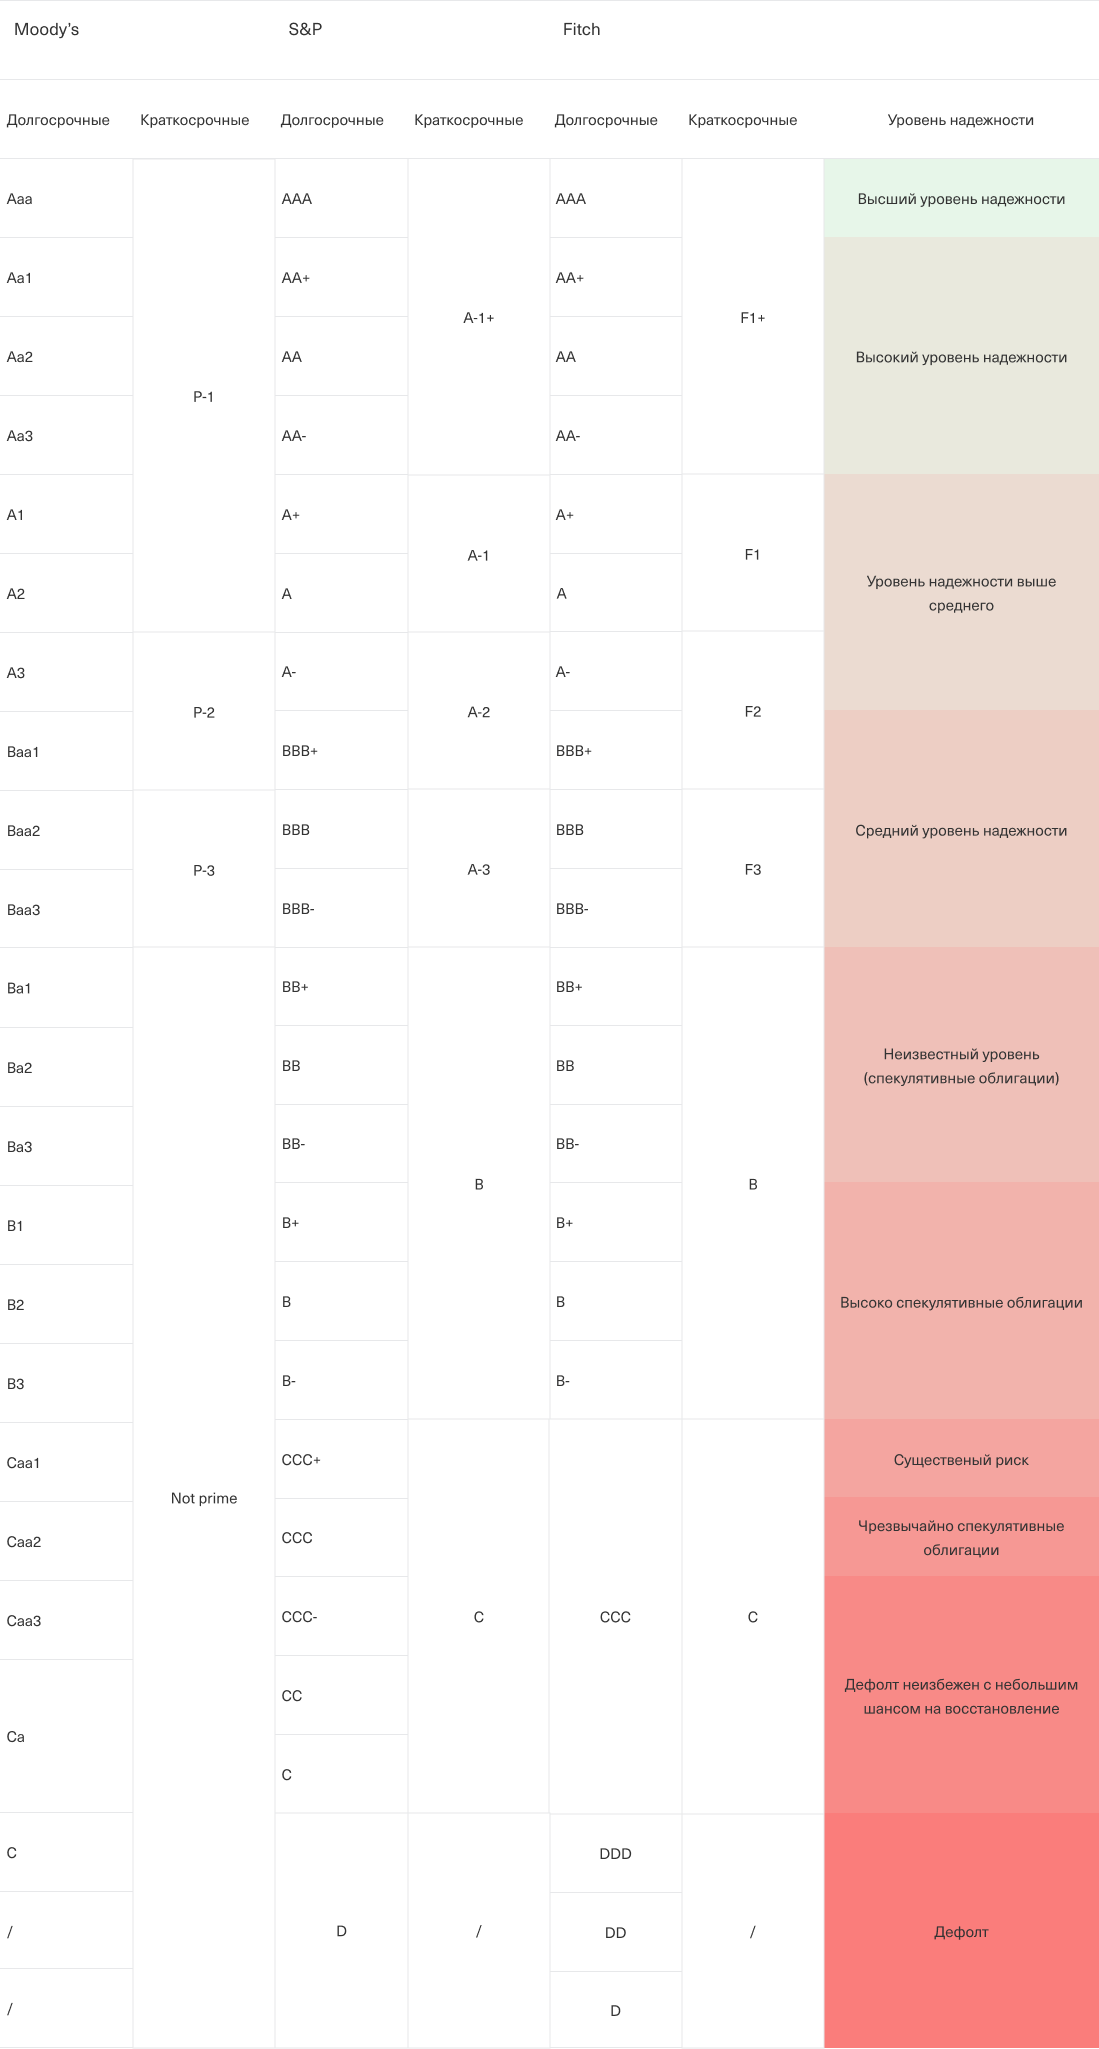 Moody’s S&P Fitch
Долгосрочные Краткосрочные Долгосрочные Краткосрочные Долгосрочные Краткосрочные Уровень надежности
Aaa AAA AAA Высший уровень надежности
Aa1 AA+ AA+
A-1+ F1+
Aa2 AA AA Высокий уровень надежности
P-1
Aa3 AA- AA-
A1 A+ A+
A-1 F1
Уровень надежности выше
A2 A A
среднего
A3 A- A-
P-2 A-2 F2
Baa1 BBB+ BBB+
Baa2 BBB BBB Средний уровень надежности
P-3 A-3 F3
Baa3 BBB- BBB-
Ba1 BB+ BB+
Неизвестный уровень
Ba2 BB BB
(спекулятивные облигации)
Ba3 BB- BB-
B B
B1 B+ B+
B2 B B Высоко спекулятивные облигации
B3 B- B-
Caa1 CCC+ Существеный риск
Not prime
Чрезвычайно спекулятивные
Caa2 CCC
облигации
Caa3 CCC- C CCC C
Дефолт неизбежен с небольшим
CC
шансом на восстановление
Ca
C
C DDD
/ D / DD / Дефолт
/ D